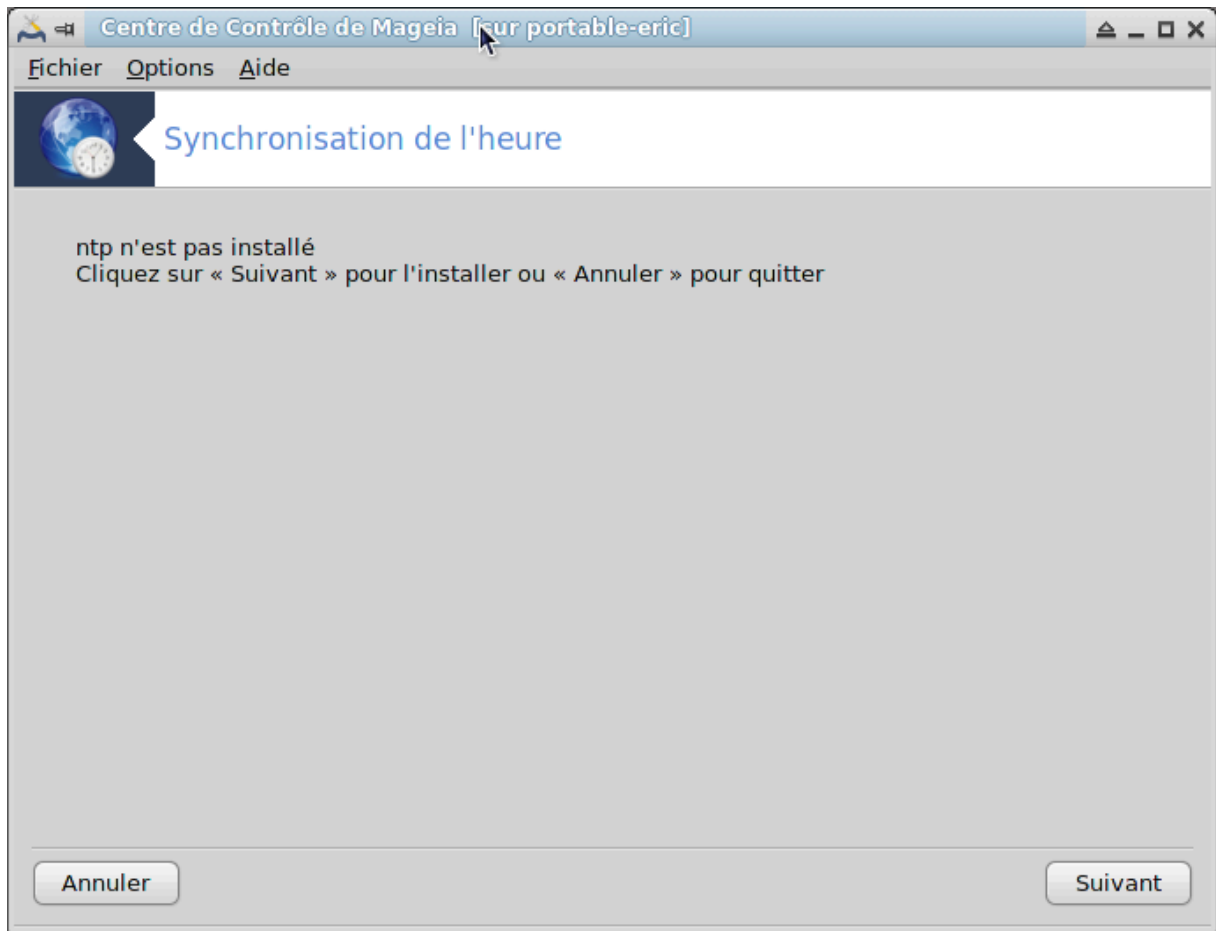 Centre de Contrôle de Mageia [sur portable-eric]
Fichier Options Aide
Synchronisation de l'heure
ntp n'est pas installé
Cliquez sur « Suivant » pour l'installer ou « Annuler » pour quitter
Annuler Suivant